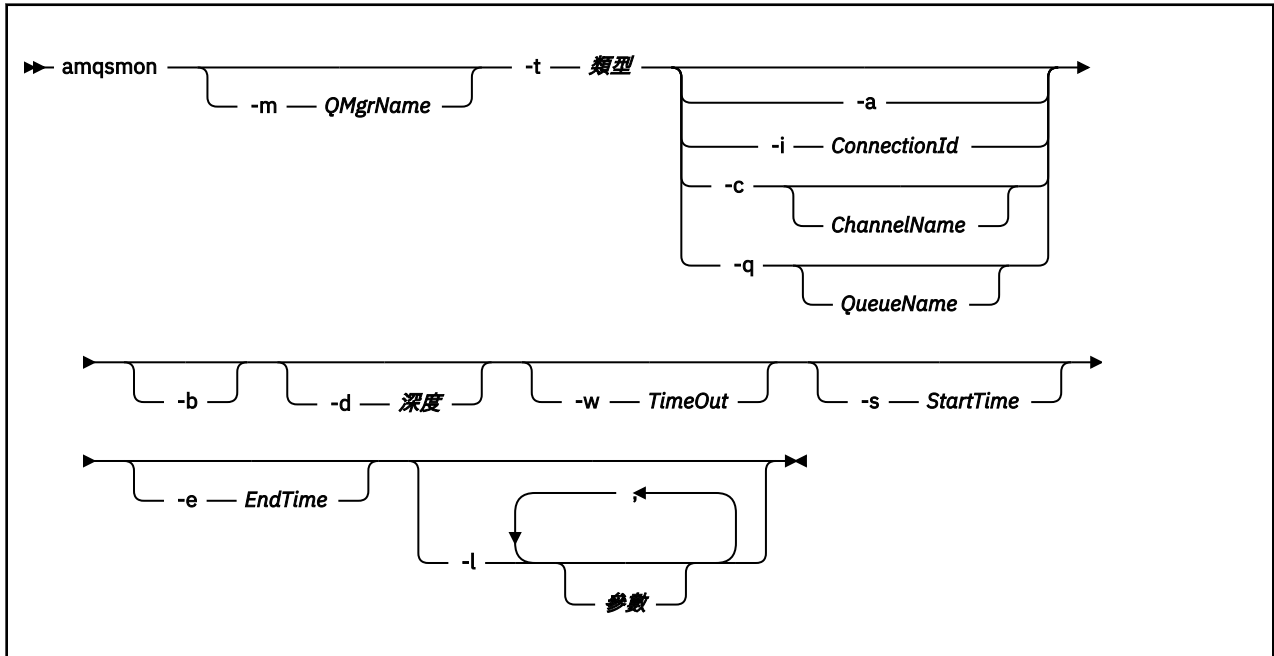 amqsmon -m QMgrName -t 類型
-a
-i ConnectionId
-c
ChannelName
-q
QueueName
-b -d 深度 -w TimeOut -s StartTime
-e EndTime
,
-l
參數